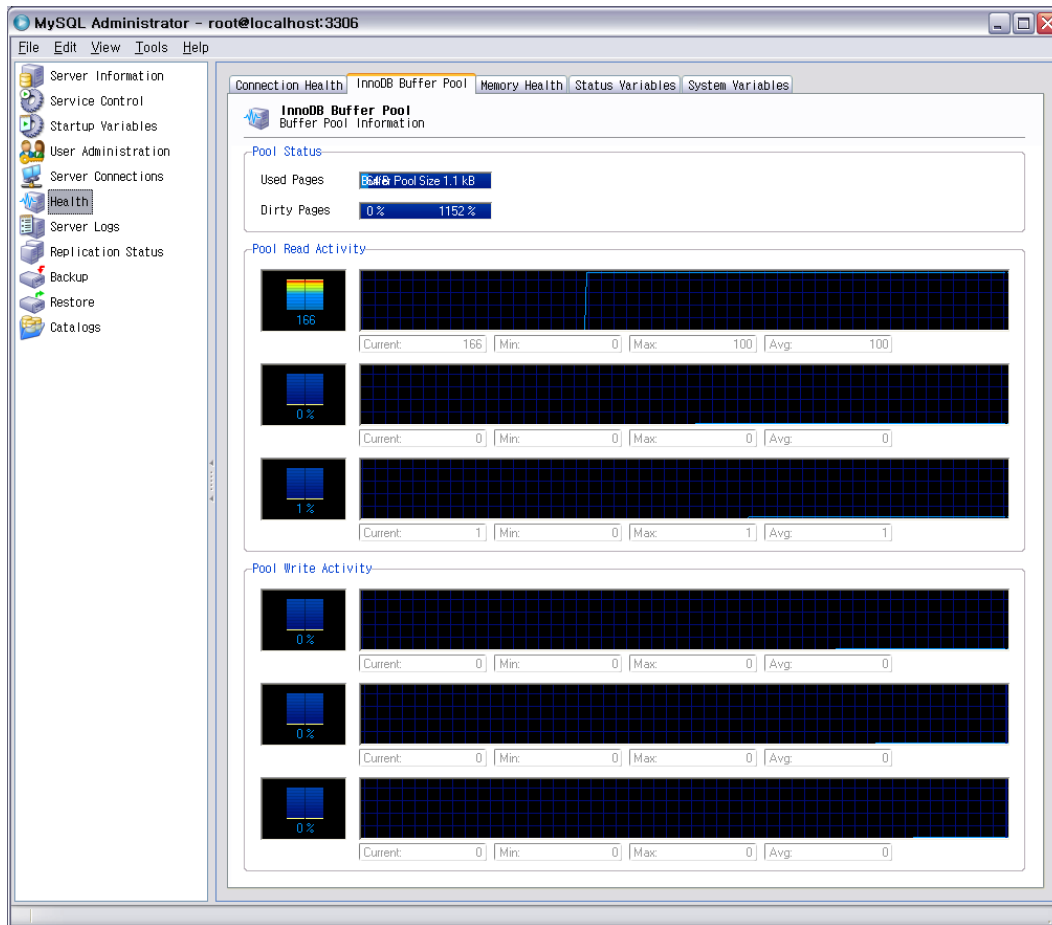 MySQL Administrator - root@localhost:3306
File Edit View Tools Help
Server Information
Service Control
Startup Variables
User Administration
Server Connections
Health
Server Logs
Replication Status
Backup
Restore
Catalogs
Connection Health InnoDB Buffer Pool Memory Health Status Variables System Variables
InnoDB Buffer Pool
Buffer Pool Information
Pool Status
Used Pages Pool Size 1.1 kB
Dirty Pages 0 % 1152 %
Pool Read Activity
166
Current: 166 Min: 0 Max: 100 Avg: 100
0 %
Current: 0 Min: 0 Max: 0 Avg: 0
1 %
Current: 1 Min: 0 Max: 1 Avg: 1
Pool Write Activity
0 %
Current: 0 Min: 0 Max: 0 Avg: 0
0 %
Current: 0 Min: 0 Max: 0 Avg: 0
0 %
Current: 0 Min: 0 Max: 0 Avg: 0